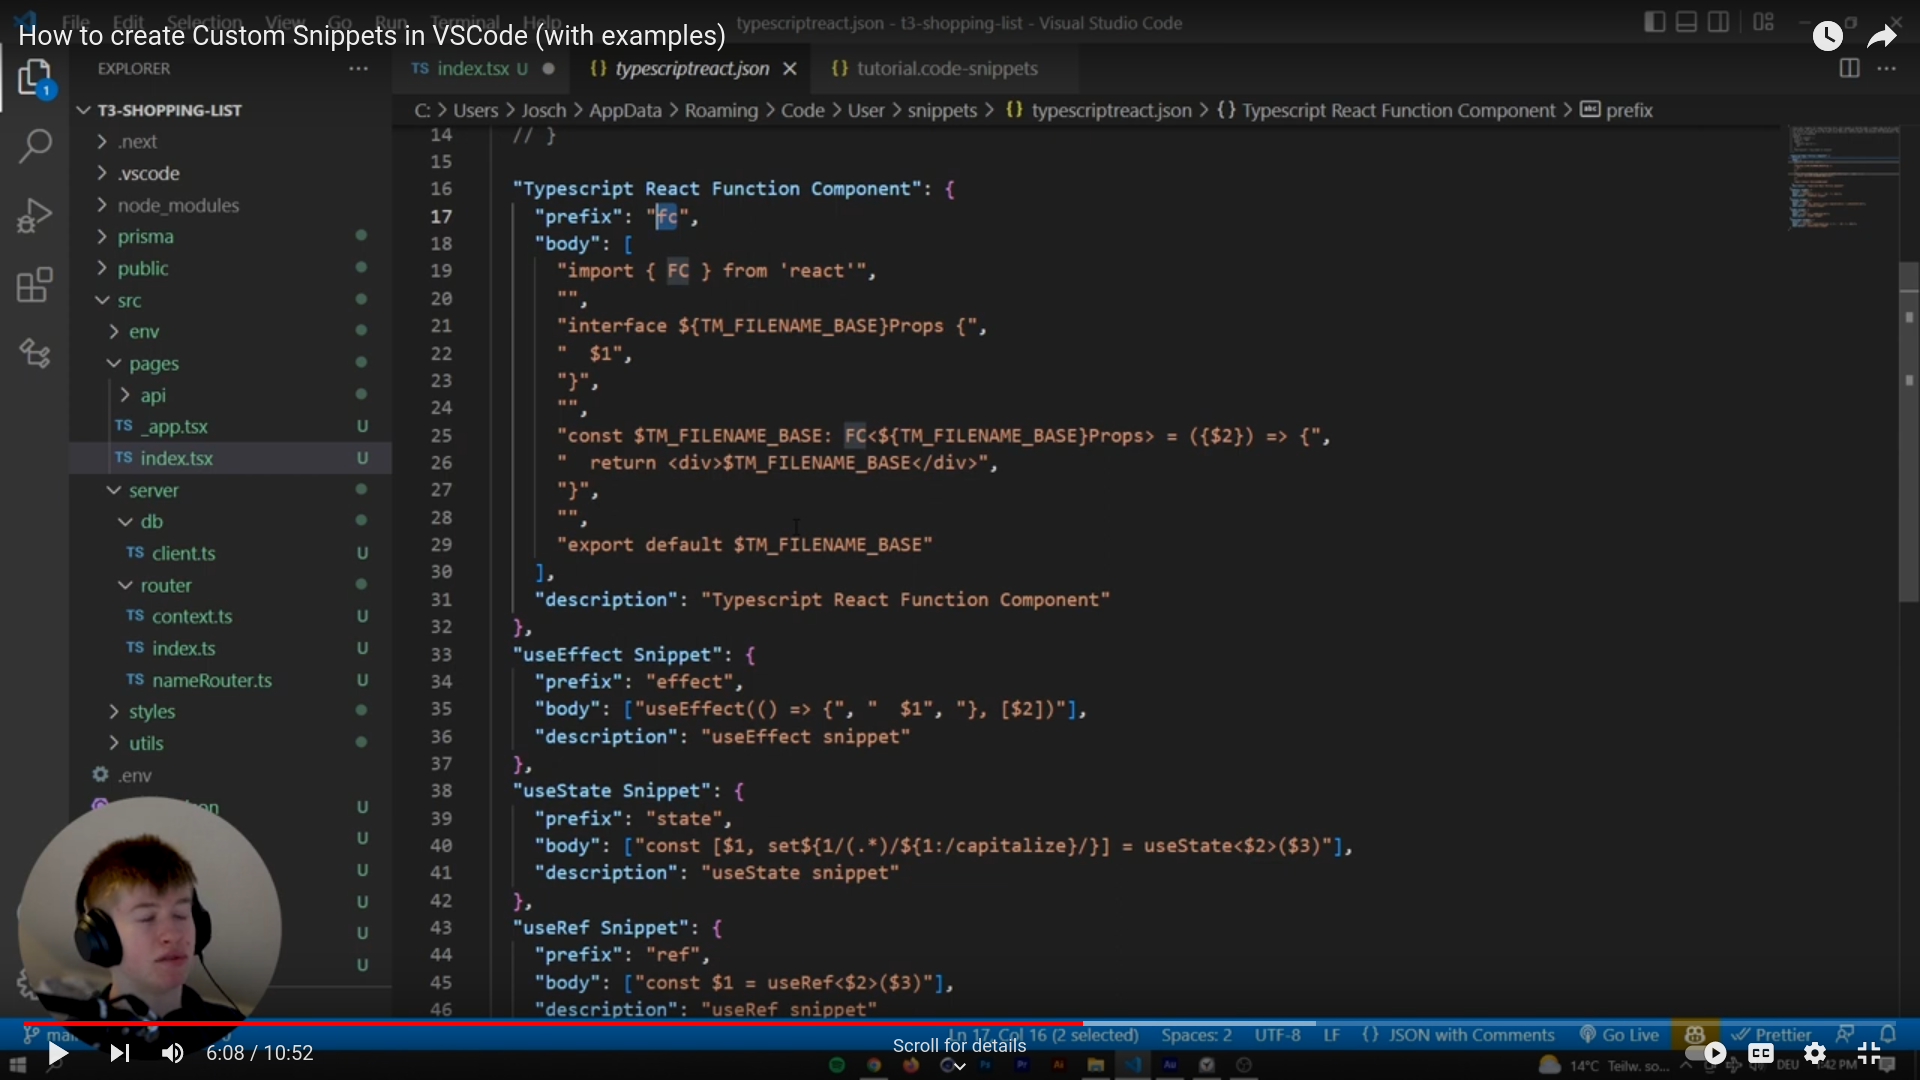 File Edit Selection View Go Run Terminal Help
typescriptreact.json - t3-shopping-list - Visual Studio Code
How to create Custom Snippets in VSCode (with examples)
EXPLORER
TS index.tsx U
{} typescriptreact.json
{} tutorial.code-snippets
1
T3-SHOPPING-LIST
C: > Users > Josch > AppData > Roaming > Code > User > snippets > {} typescriptreact.json > {} Typescript React Function Component > abc prefix
.next
.vscode
node_modules
prisma
public
src
env
pages
api
TS _app.tsx U
TS index.tsx U
server
db
TS client.ts U
router
TS context.ts U
TS index.ts U
TS nameRouter.ts U
styles
utils
.env
on U
U
U
U
U
U
14 // }
15
16 "Typescript React Function Component": {
17 "prefix": "fc",
18 "body": [
19 "import { FC } from 'react'",
20 "",
21 "interface ${TM_FILENAME_BASE}Props {",
22 "  $1",
23 "}",
24 "",
25 "const $TM_FILENAME_BASE: FC<${TM_FILENAME_BASE}Props> = ({$2}) => {",
26 "  return <div>$TM_FILENAME_BASE</div>",
27 "}",
28 "",
29 "export default $TM_FILENAME_BASE"
30 ],
31 "description": "Typescript React Function Component"
32 },
33 "useEffect Snippet": {
34 "prefix": "effect",
35 "body": ["useEffect(() => {", "  $1", "}, [$2])"],
36 "description": "useEffect snippet"
37 },
38 "useState Snippet": {
39 "prefix": "state",
40 "body": ["const [$1, set${1/(.*)/${1:/capitalize}/}] = useState<$2>($3)"],
41 "description": "useState snippet"
42 },
43 "useRef Snippet": {
44 "prefix": "ref",
45 "body": ["const $1 = useRef<$2>($3)"],
46 "description": "useRef snippet"
Ln 17, Col 16 (2 selected) Spaces: 2 UTF-8 LF {} JSON with Comments Go Live Prettier
6:08 / 10:52
Scroll for details
CC
Ps Pr Ai Au
14°C Teilw. so... DEU